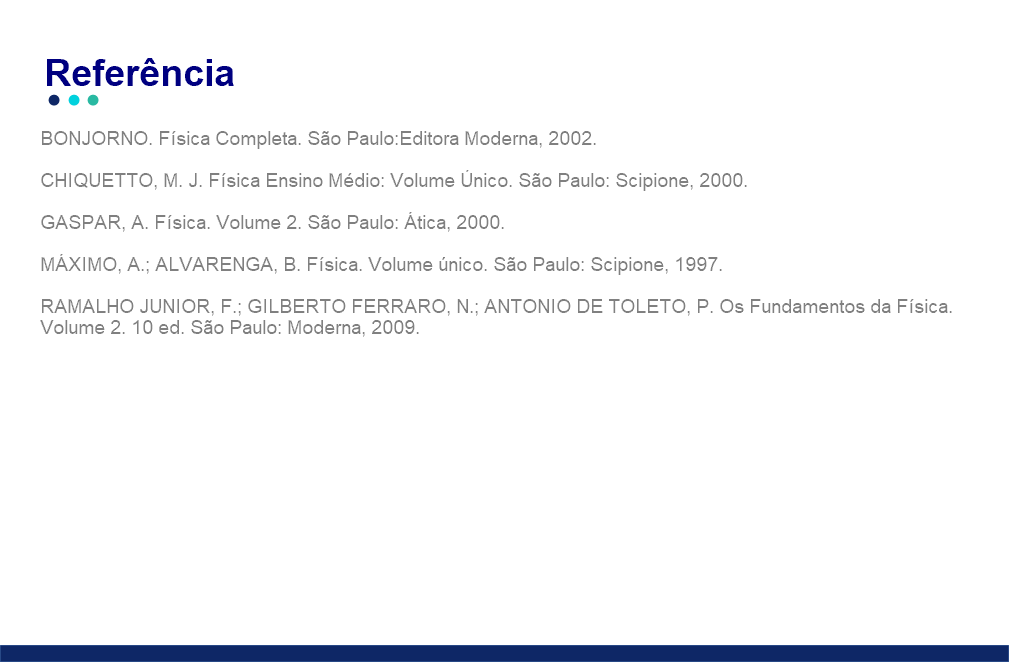 Referência
BONJORNO. Física Completa. São Paulo:Editora Moderna, 2002.
CHIQUETTO, M. J. Física Ensino Médio: Volume Único. São Paulo: Scipione, 2000.
GASPAR, A. Física. Volume 2. São Paulo: Ática, 2000.
MÁXIMO, A.; ALVARENGA, B. Física. Volume único. São Paulo: Scipione, 1997.
RAMALHO JUNIOR, F.; GILBERTO FERRARO, N.; ANTONIO DE TOLETO, P. Os Fundamentos da Física.
Volume 2. 10 ed. São Paulo: Moderna, 2009.